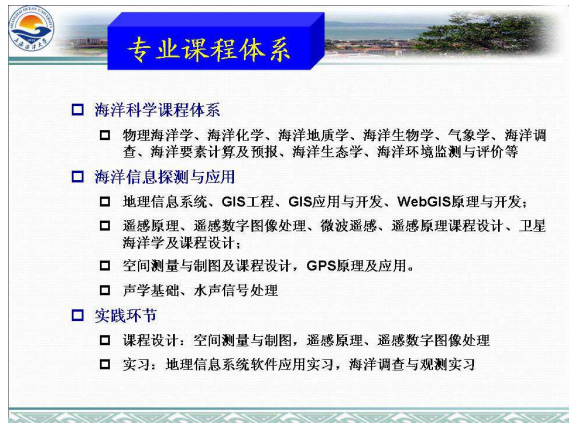 专业课程体系
海洋科学课程体系
物理海洋学、海洋化学、海洋地质学、海洋生物学、气象学、海洋调
查、海洋要素计算及预报、海洋生态学、海洋环境监测与评价等
海洋信息探测与应用
地理信息系统、GIS工程、GIS应用与开发、WebGIS原理与开发；
遥感原理、遥感数字图像处理、微波遥感、遥感原理课程设计、卫星
海洋学及课程设计；
空间测量与制图及课程设计，GPS原理及应用。
声学基础、水声信号处理
实践环节
课程设计：空间测量与制图，遥感原理、遥感数字图像处理
实习：地理信息系统软件应用实习，海洋调查与观测实习